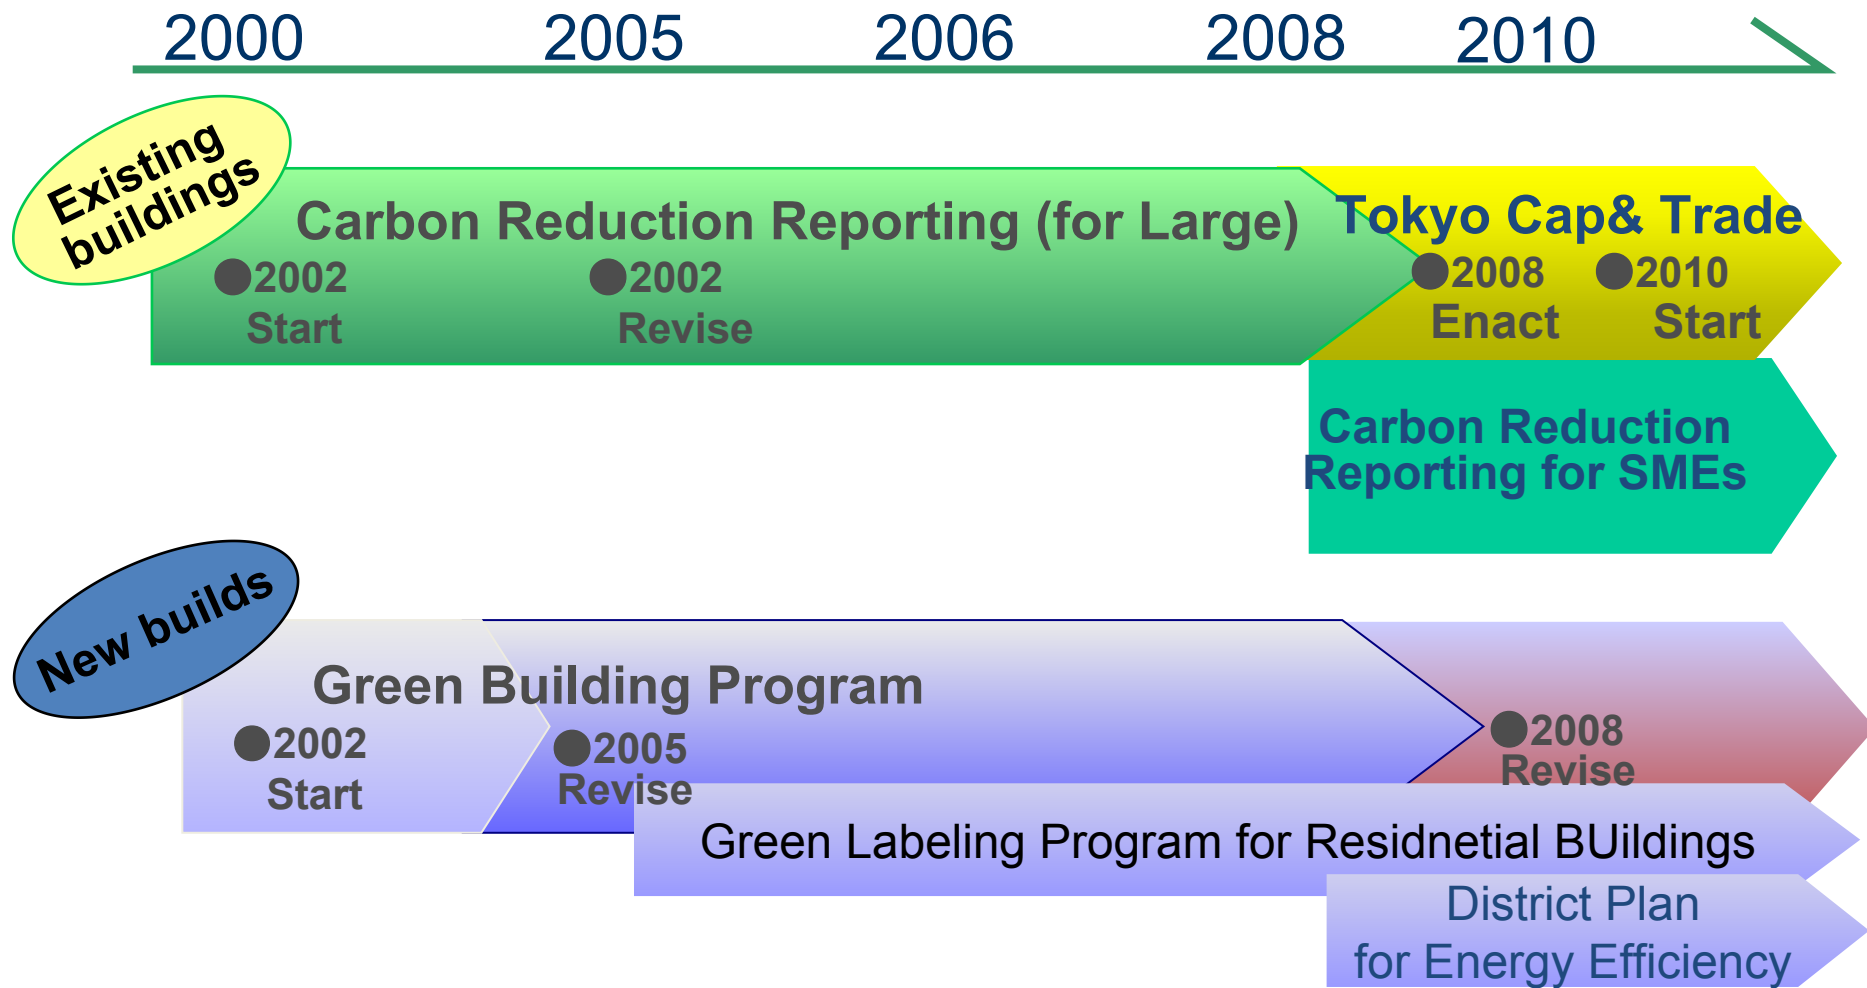 2000 2005 2006 2008 2010
Existing
buildings
Carbon Reduction Reporting (for Large)
2002
Start
2002
Revise
Tokyo Cap& Trade
2008
Enact
2010
Start
Carbon Reduction
Reporting for SMEs
New builds
Green Building Program
2002
Start
2005
Revise
2008
Revise
Green Labeling Program for Residnetial BUildings
District Plan
for Energy Efficiency